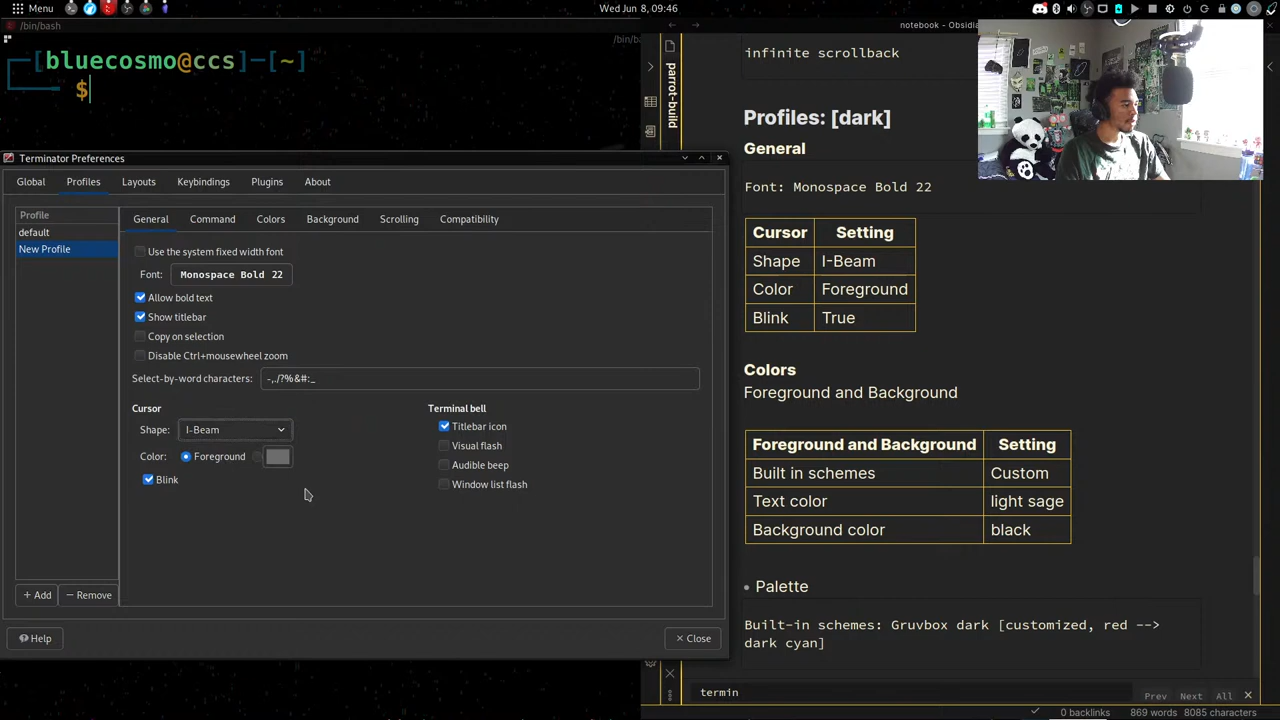 Menu
Wed Jun 8, 09:46
/bin/bash
/bin/b
notebook - Obsidia
┌─[bluecosmo@ccs]─[~]
└──╼ $
Terminator Preferences
Global Profiles Layouts Keybindings Plugins About
Profile
default
New Profile
+ Add − Remove
General Command Colors Background Scrolling Compatibility
Use the system fixed width font
Font: Monospace Bold 22
Allow bold text
Show titlebar
Copy on selection
Disable Ctrl+mousewheel zoom
Select-by-word characters: -,./?%&#:_
Cursor
Shape: I-Beam
Color: Foreground
Blink
Terminal bell
Titlebar icon
Visual flash
Audible beep
Window list flash
Help
× Close
parrot-build
infinite scrollback
Profiles: [dark]
General
Font: Monospace Bold 22
Cursor Setting
Shape I-Beam
Color Foreground
Blink True
Colors
Foreground and Background
Foreground and Background Setting
Built in schemes Custom
Text color light sage
Background color black
• Palette
Built-in schemes: Gruvbox dark [customized, red -->
dark cyan]
termin
Prev Next All
0 backlinks 869 words 8085 characters